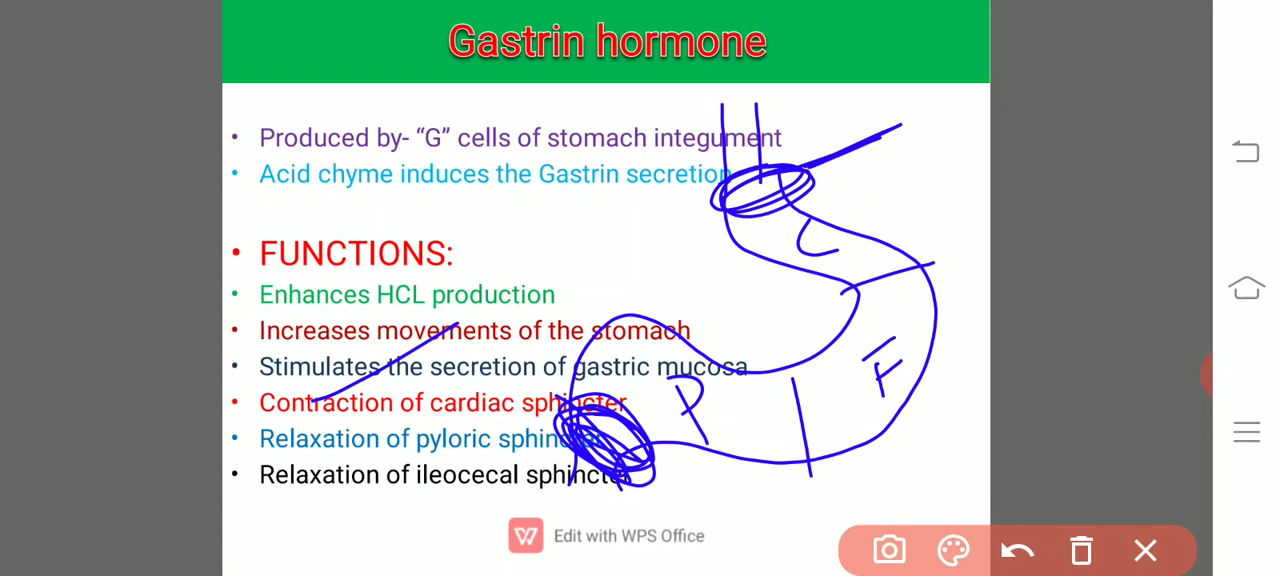 Gastrin hormone
• Produced by- “G” cells of stomach integument
• Acid chyme induces the Gastrin secretion
• FUNCTIONS:
• Enhances HCL production
• Increases movements of the stomach
• Stimulates the secretion of gastric mucosa
• Contraction of cardiac sphincter
• Relaxation of pyloric sphincter
• Relaxation of ileocecal sphincter
C
F
P
Edit with WPS Office